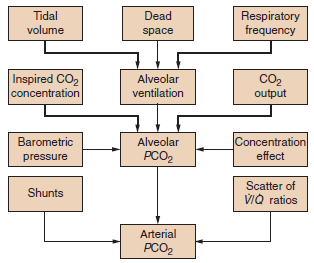 Tidal
volume
Dead
space
Respiratory
frequency
Inspired CO₂
concentration
Alveolar
ventilation
CO₂
output
Barometric
pressure
Alveolar
PCO₂
Concentration
effect
Shunts
Scatter of
V̇/Q̇ ratios
Arterial
PCO₂